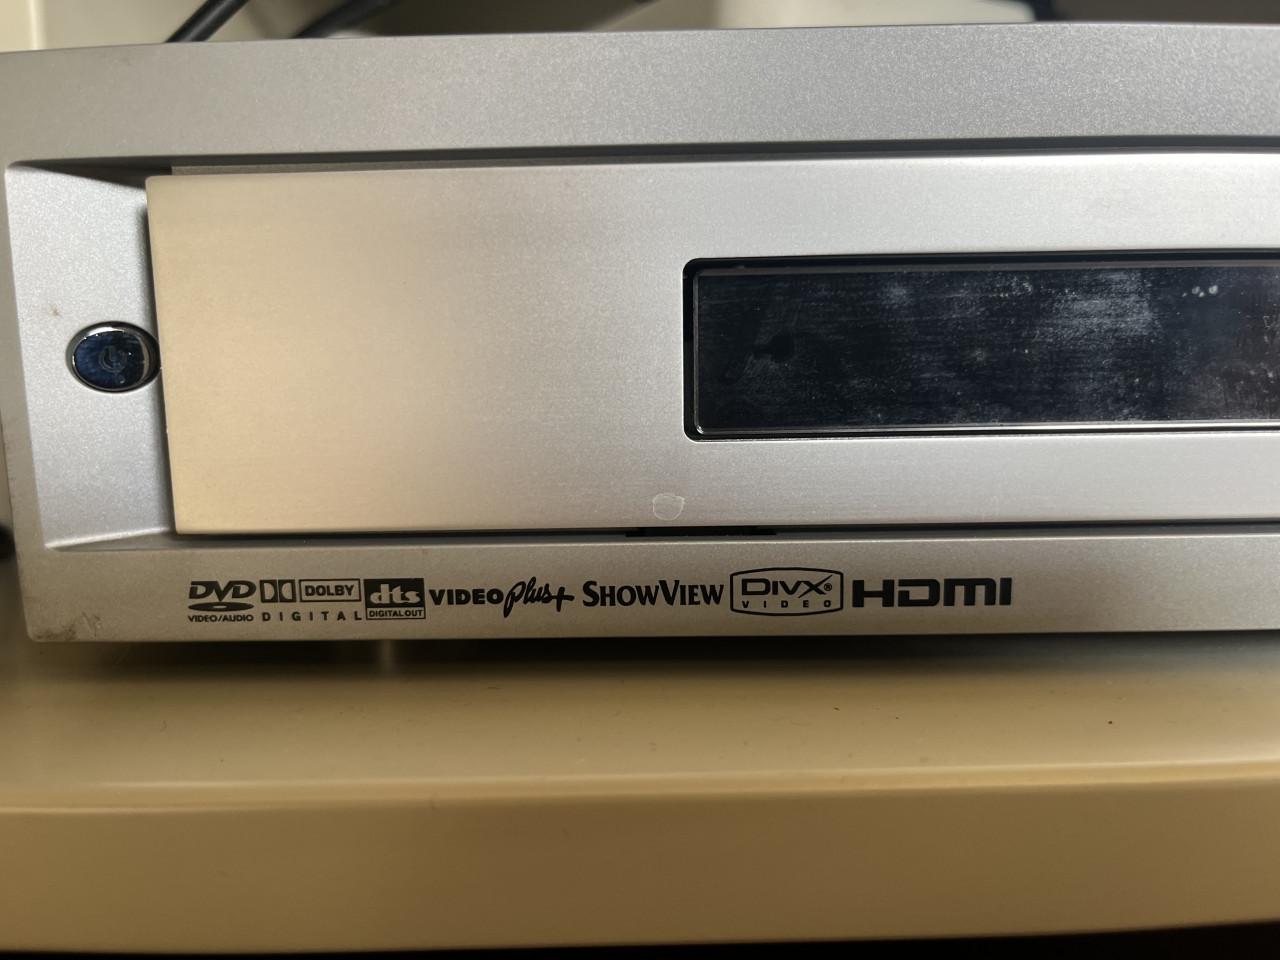 DVD VIDEO/AUDIO
DOLBY DIGITAL
dts DIGITAL OUT
VIDEO Plus+
SHOWVIEW
DIVX® VIDEO
HDMI